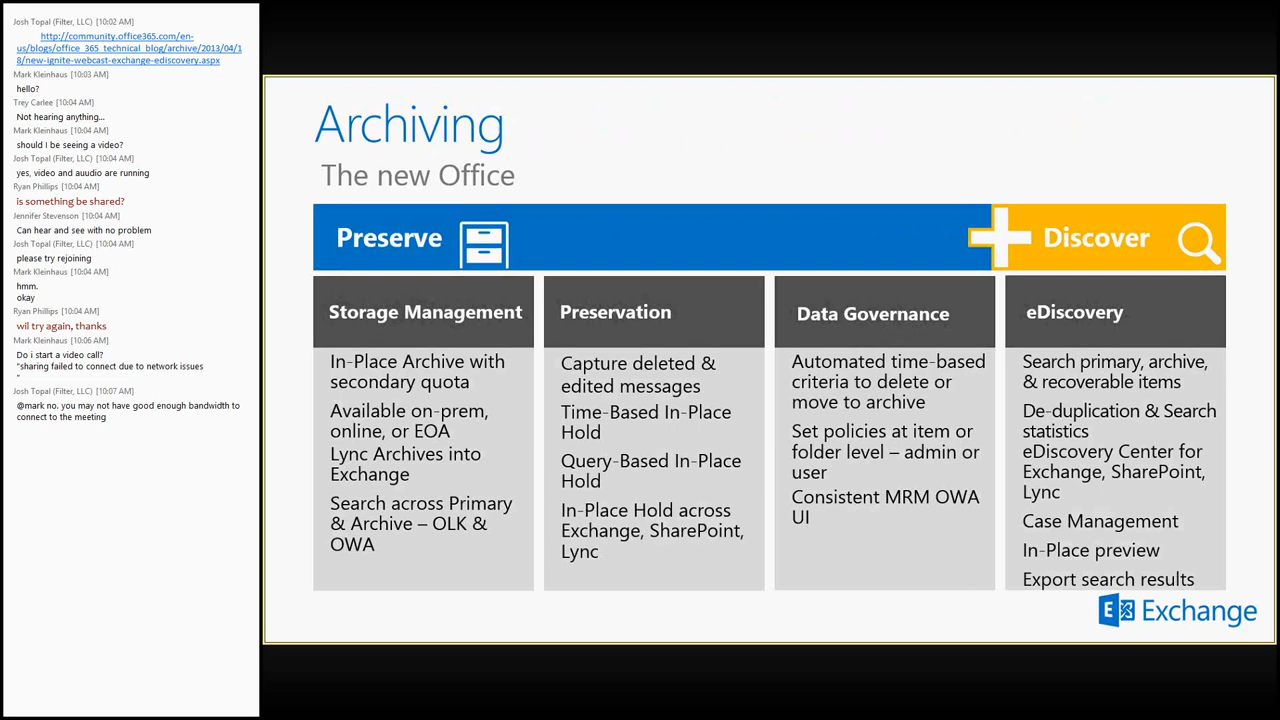 Josh Topal (Filter, LLC) [10:02 AM]
http://community.office365.com/en-
us/blogs/office_365_technical_blog/archive/2013/04/1
8/new-ignite-webcast-exchange-ediscovery.aspx
Mark Kleinhaus [10:03 AM]
hello?
Trey Carlee [10:04 AM]
Not hearing anything...
Mark Kleinhaus [10:04 AM]
should I be seeing a video?
Josh Topal (Filter, LLC) [10:04 AM]
yes, video and auudio are running
Ryan Phillips [10:04 AM]
is something be shared?
Jennifer Stevenson [10:04 AM]
Can hear and see with no problem
Josh Topal (Filter, LLC) [10:04 AM]
please try rejoining
Mark Kleinhaus [10:04 AM]
hmm.
okay
Ryan Phillips [10:04 AM]
wil try again, thanks
Mark Kleinhaus [10:06 AM]
Do i start a video call?
"sharing failed to connect due to network issues
"
Josh Topal (Filter, LLC) [10:07 AM]
@mark no. you may not have good enough bandwidth to
connect to the meeting
Archiving
The new Office
Preserve
Discover
Storage Management
In-Place Archive with
secondary quota
Available on-prem,
online, or EOA
Lync Archives into
Exchange
Search across Primary
& Archive – OLK &
OWA
Preservation
Capture deleted &
edited messages
Time-Based In-Place
Hold
Query-Based In-Place
Hold
In-Place Hold across
Exchange, SharePoint,
Lync
Data Governance
Automated time-based
criteria to delete or
move to archive
Set policies at item or
folder level – admin or
user
Consistent MRM OWA
UI
eDiscovery
Search primary, archive,
& recoverable items
De-duplication & Search
statistics
eDiscovery Center for
Exchange, SharePoint,
Lync
Case Management
In-Place preview
Export search results
Exchange